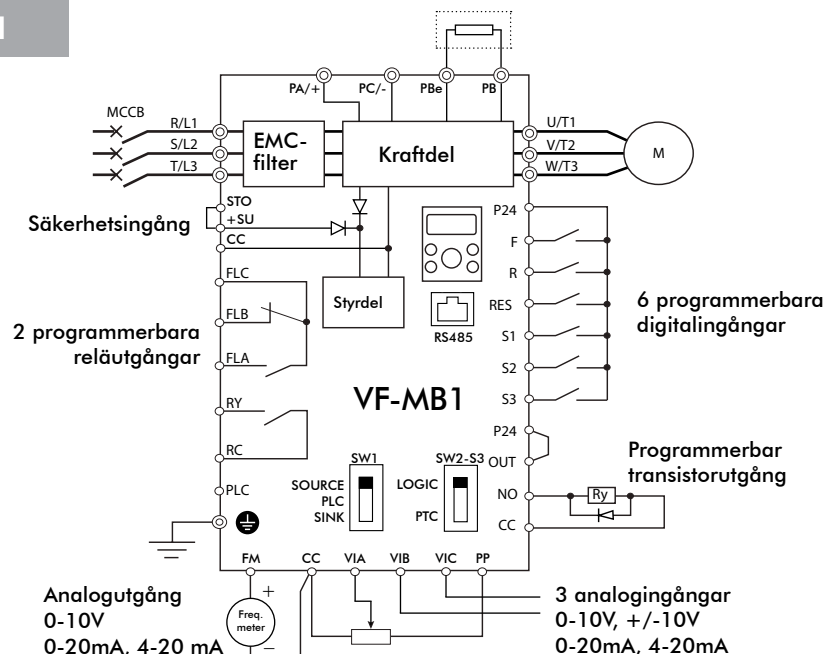 PA/+
PC/-
PBe
PB
MCCB
R/L1
S/L2
T/L3
EMC-
filter
Kraftdel
U/T1
V/T2
W/T3
M
STO
+SU
CC
Säkerhetsingång
FLC
FLB
FLA
RY
RC
PLC
2 programmerbara
reläutgångar
Styrdel
RS485
P24
F
R
RES
S1
S2
S3
P24
OUT
NO
CC
6 programmerbara
digitalingångar
VF-MB1
SW1
SOURCE
PLC
SINK
SW2-S3
LOGIC
PTC
Programmerbar
transistorutgång
Ry
FM
CC
VIA
VIB
VIC
PP
Analogutgång
0-10V
0-20mA, 4-20 mA
+
Freq.
meter
−
3 analogingångar
0-10V, +/-10V
0-20mA, 4-20mA